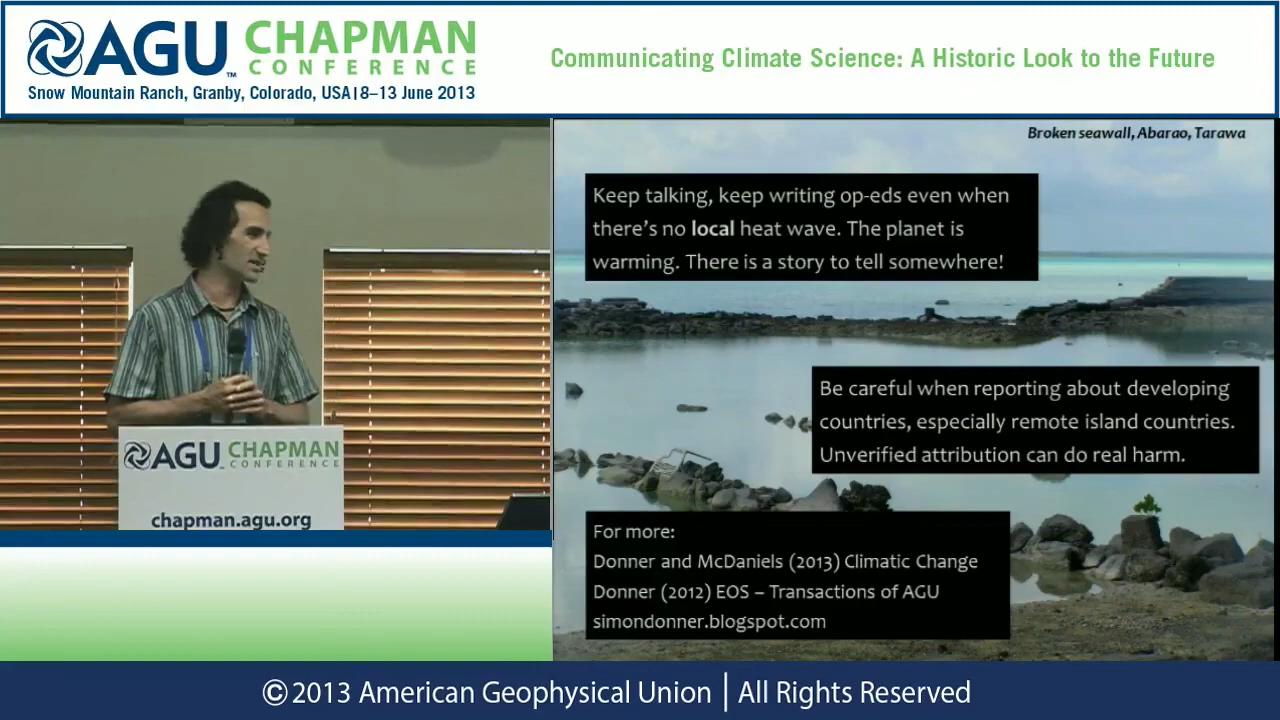 AGU CHAPMAN
CONFERENCE
Snow Mountain Ranch, Granby, Colorado, USA | 8–13 June 2013
Communicating Climate Science: A Historic Look to the Future
Broken seawall, Abarao, Tarawa
Keep talking, keep writing op-eds even when
there's no local heat wave. The planet is
warming. There is a story to tell somewhere!
Be careful when reporting about developing
countries, especially remote island countries.
Unverified attribution can do real harm.
For more:
Donner and McDaniels (2013) Climatic Change
Donner (2012) EOS – Transactions of AGU
simondonner.blogspot.com
AGU CHAPMAN
CONFERENCE
chapman.agu.org
©2013 American Geophysical Union | All Rights Reserved